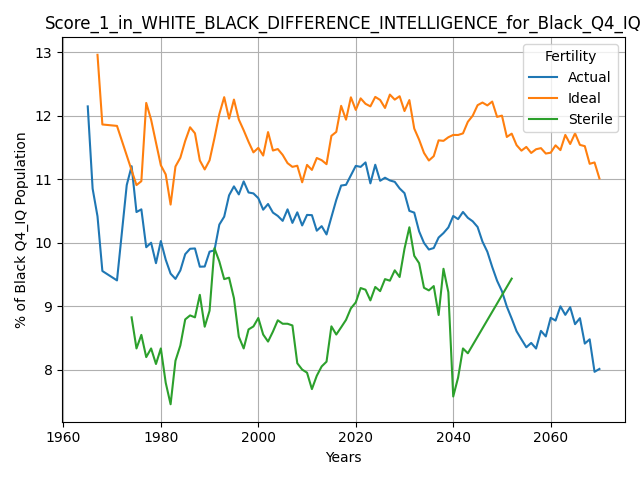 Score_1_in_WHITE_BLACK_DIFFERENCE_INTELLIGENCE_for_Black_Q4_IQ
Fertility
Actual
Ideal
Sterile
% of Black Q4_IQ Population
13
12
11
10
9
8
1960
1980
2000
2020
2040
2060
Years